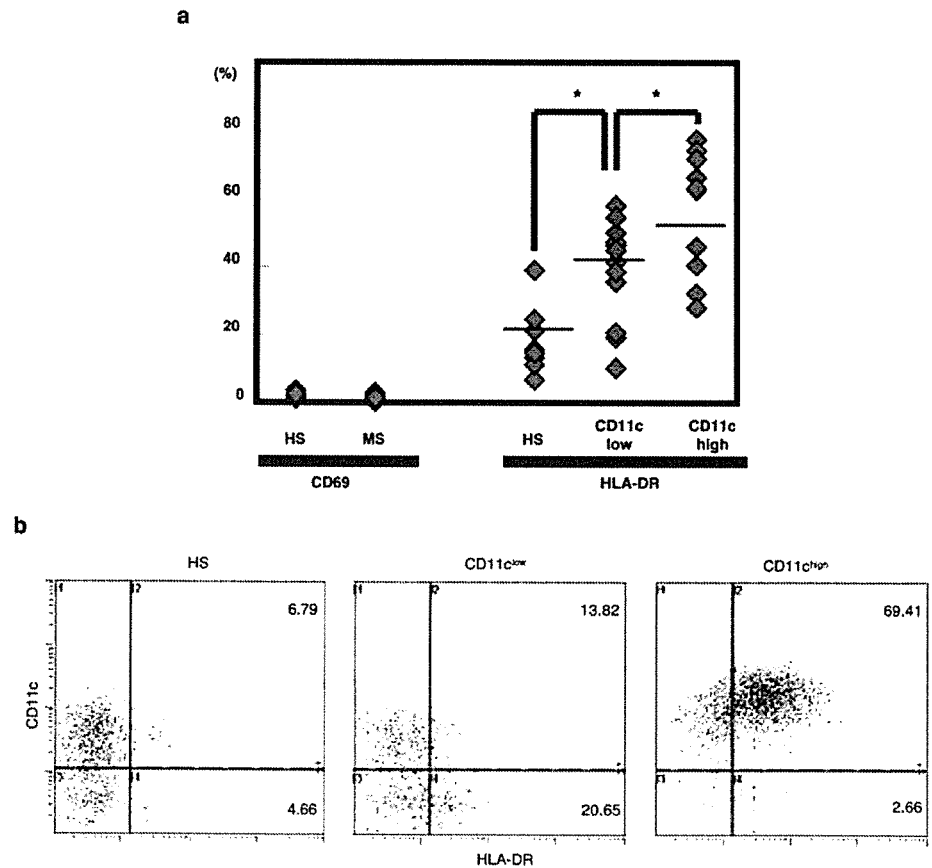 a
(%)
80
60
40
20
0
* *
HS MS HS CD11c low CD11c high
CD69 HLA-DR
b
HS CD11clow CD11chigh
6.79 13.82 69.41
CD11c
4.66 20.65 2.66
HLA-DR